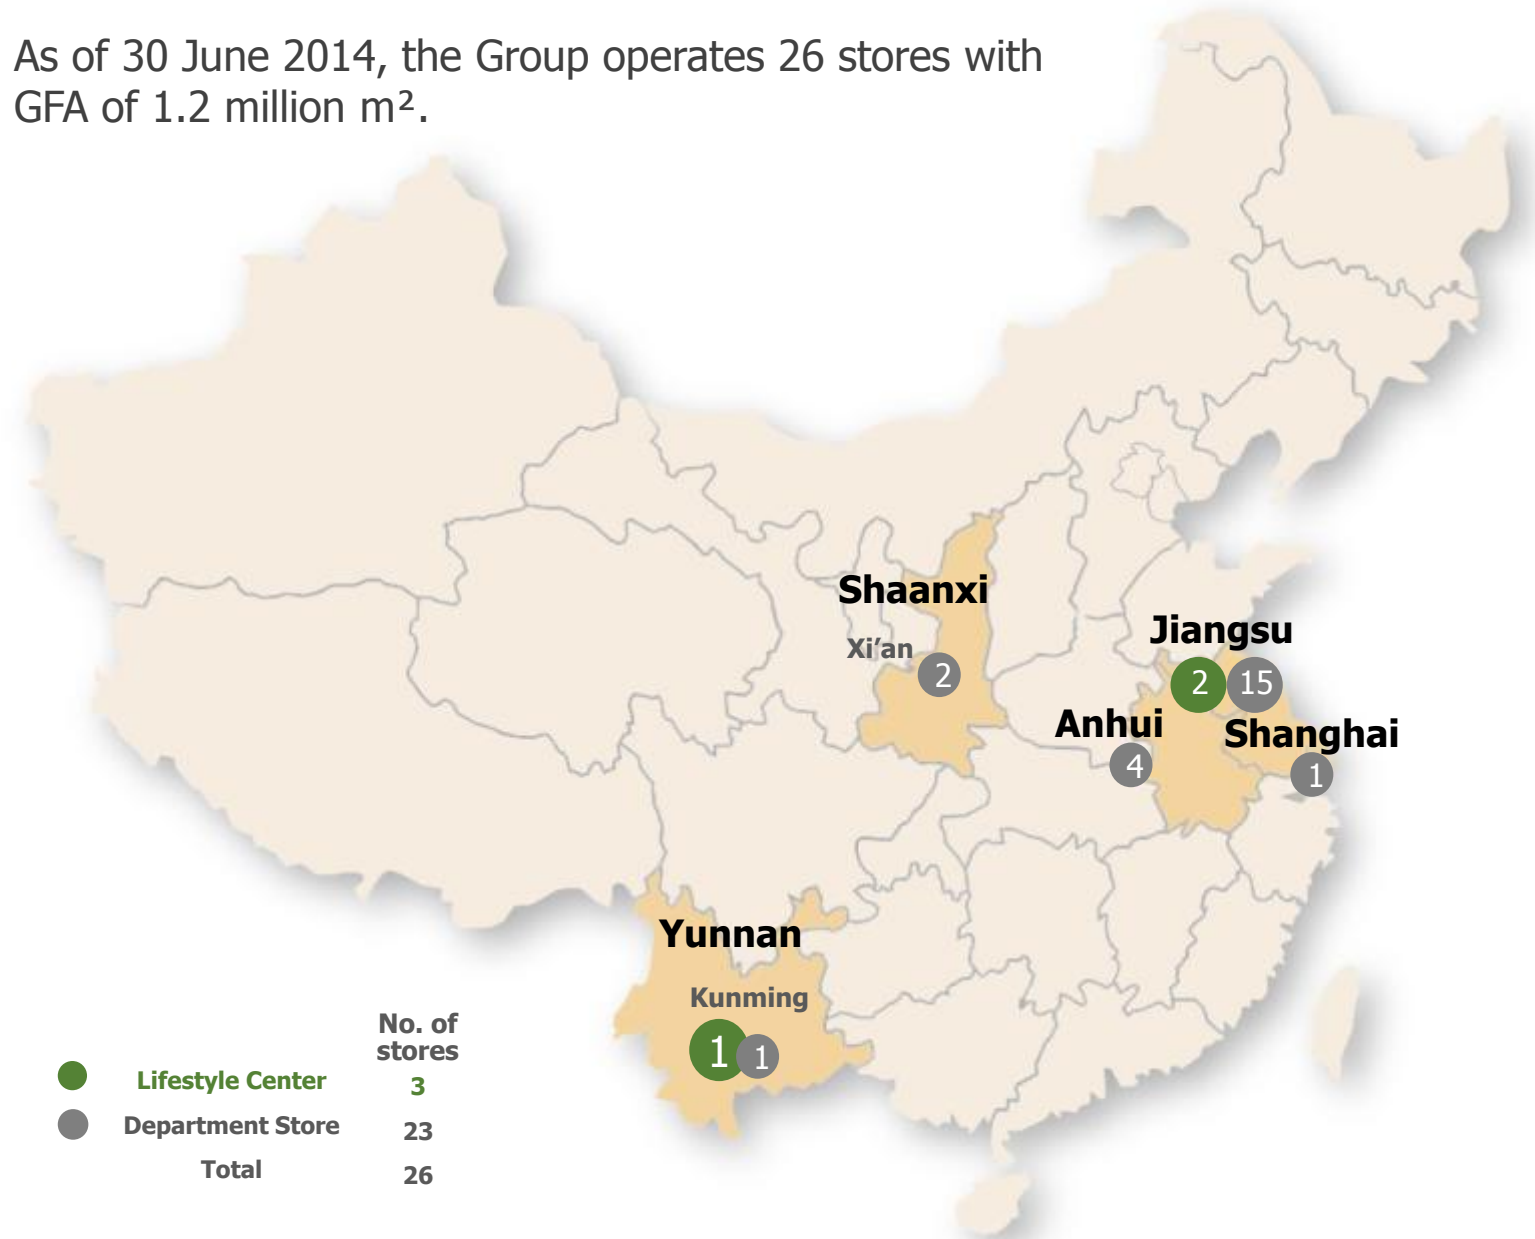 As of 30 June 2014, the Group operates 26 stores with
GFA of 1.2 million m².
Shaanxi
Xi’an
2
Jiangsu
2 15
Anhui
4
Shanghai
1
Yunnan
Kunming
1 1
No. of
stores
Lifestyle Center 3
Department Store 23
Total 26